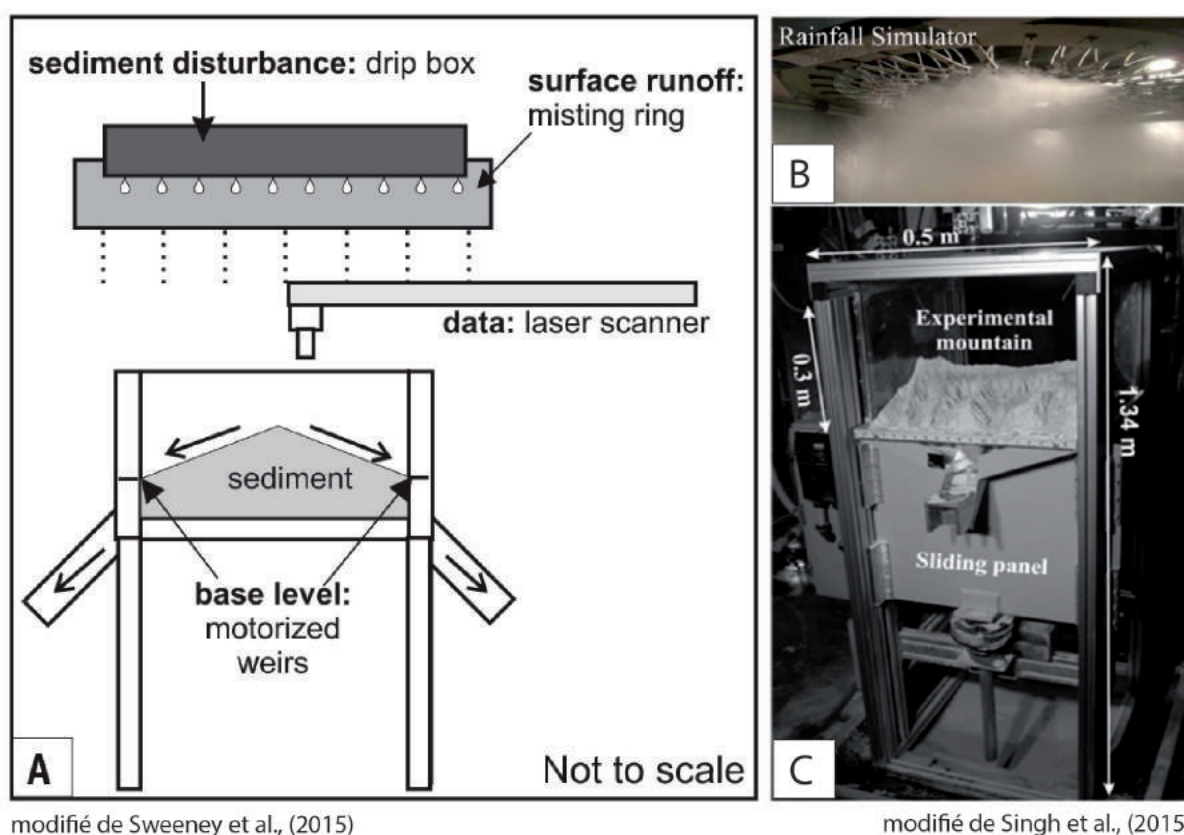 sediment disturbance: drip box
surface runoff:
misting ring
data: laser scanner
sediment
base level:
motorized
weirs
A
Not to scale
modifié de Sweeney et al., (2015)
Rainfall Simulator
B
0.5 m
Experimental
mountain
0.3 m
1.34 m
Sliding panel
C
modifié de Singh et al., (2015